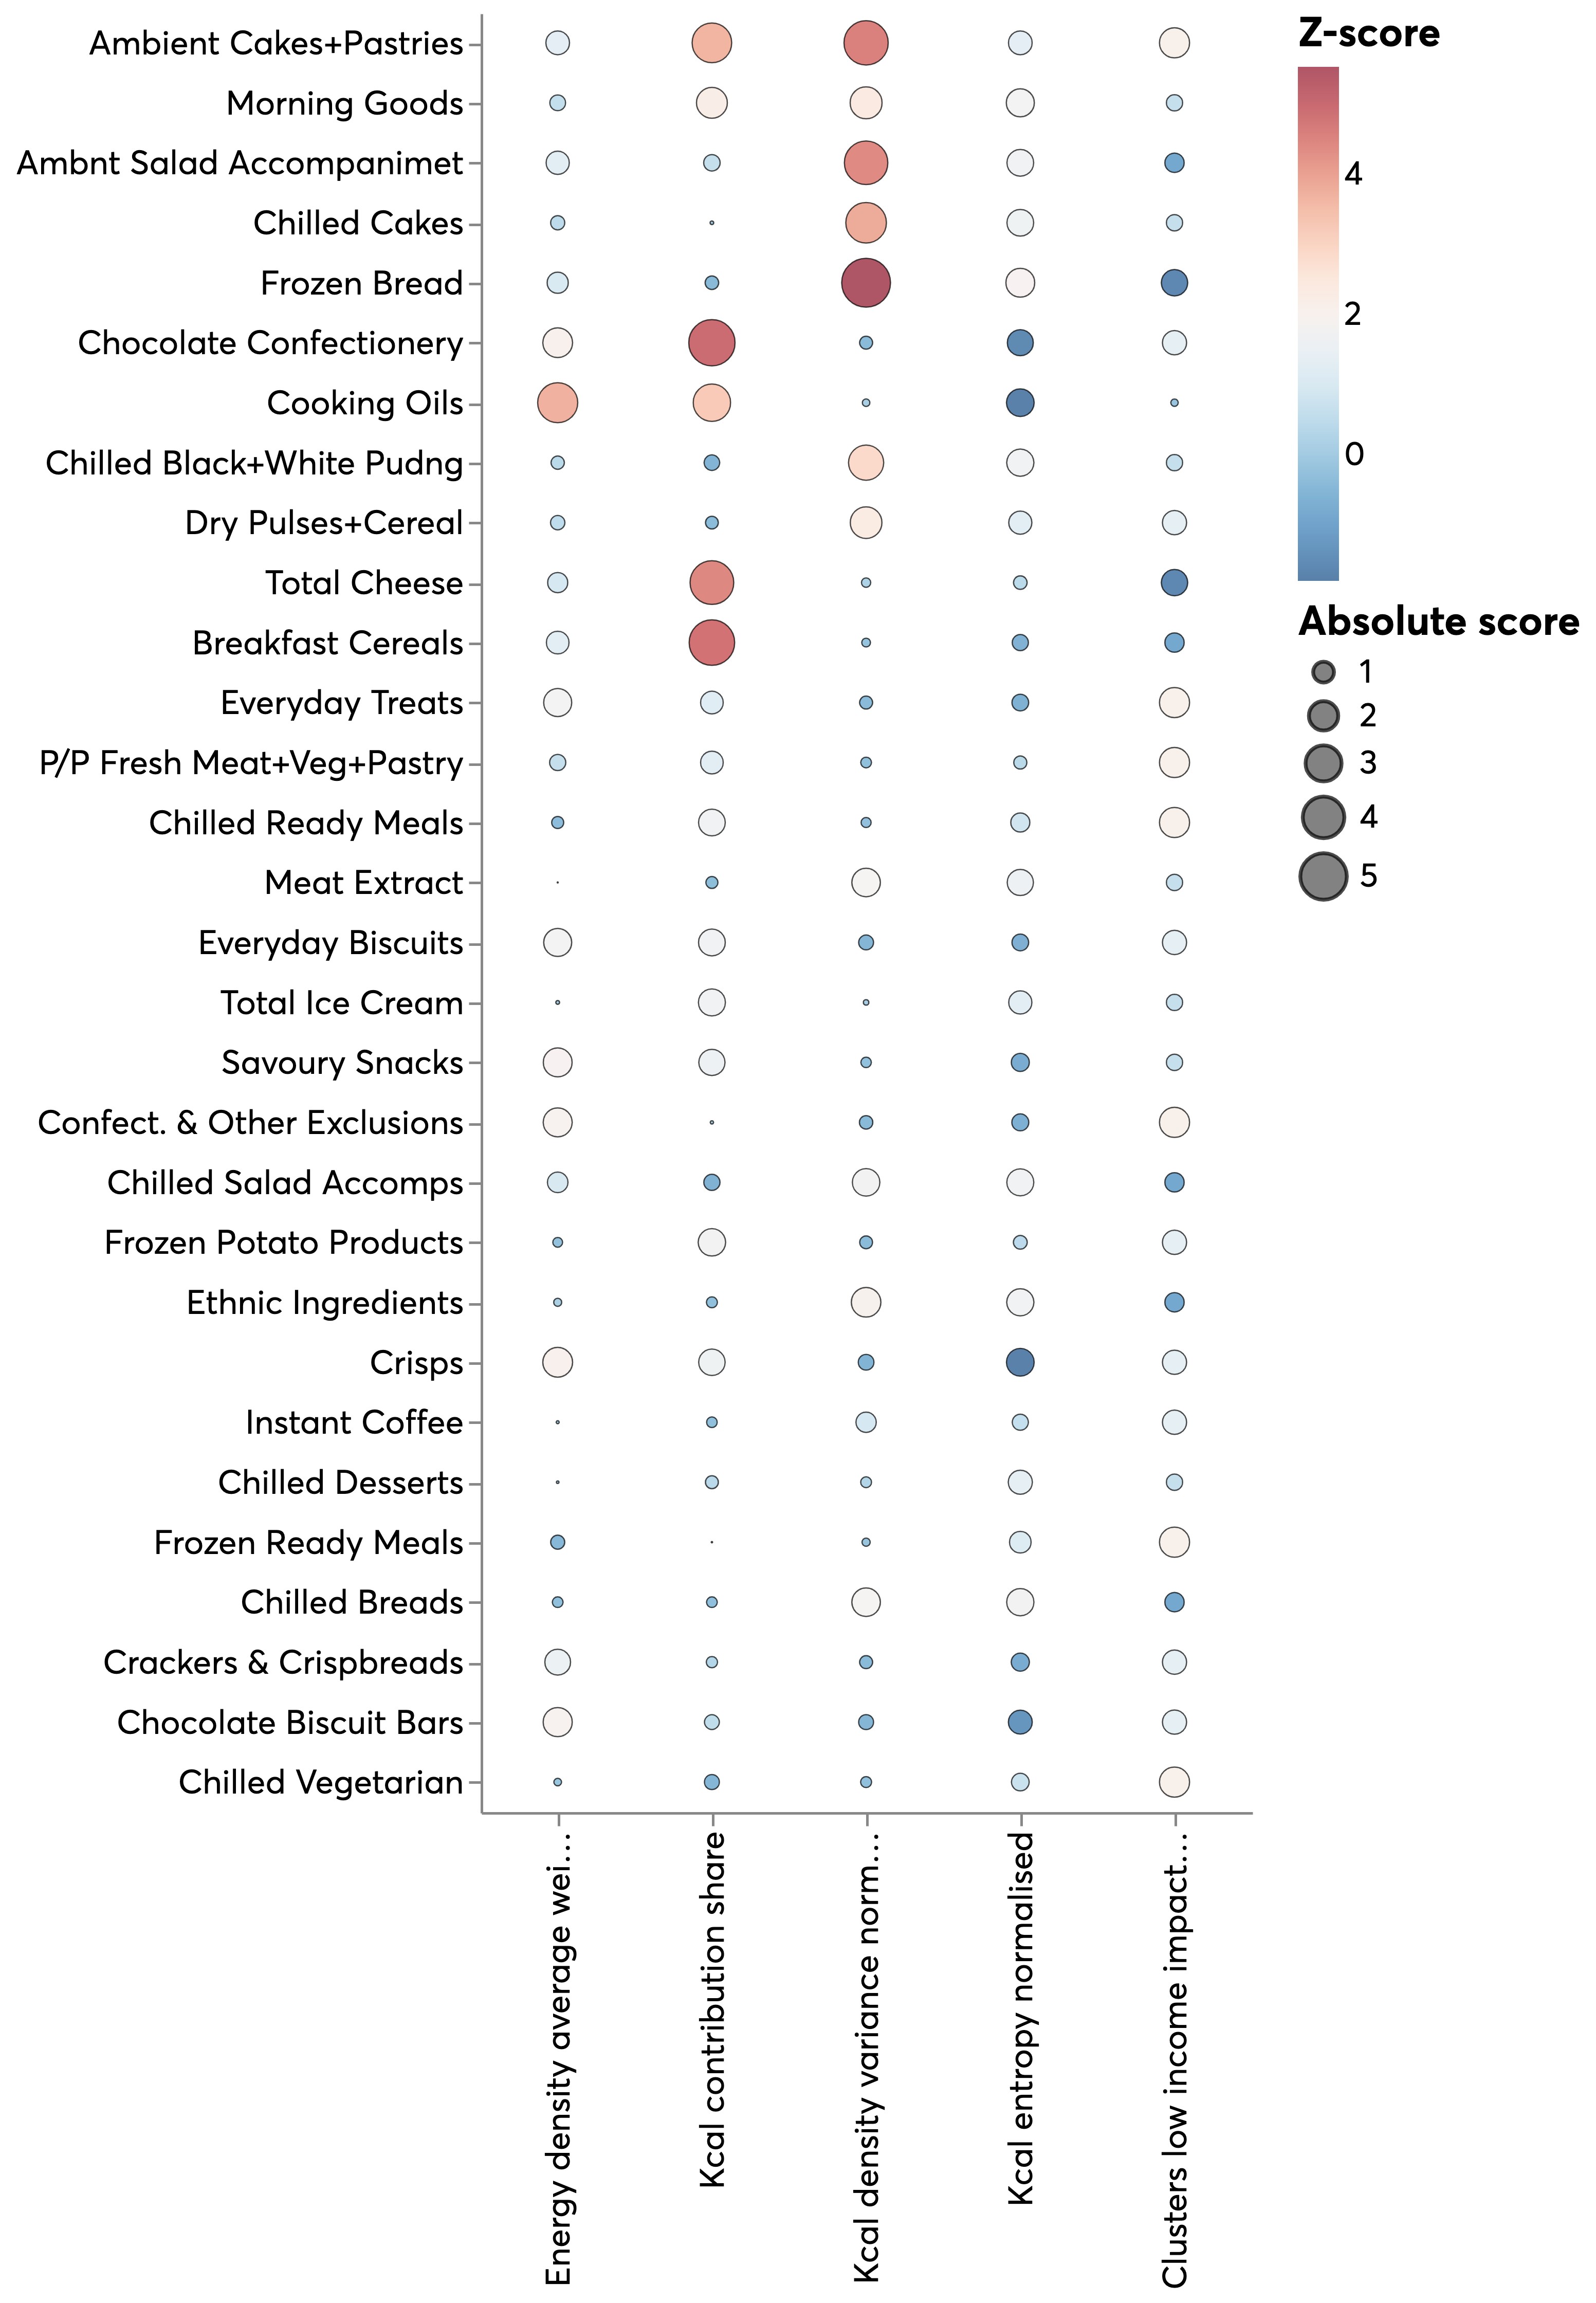 Ambient Cakes+Pastries
Morning Goods
Ambnt Salad Accompanimet
Chilled Cakes
Frozen Bread
Chocolate Confectionery
Cooking Oils
Chilled Black+White Pudng
Dry Pulses+Cereal
Total Cheese
Breakfast Cereals
Everyday Treats
P/P Fresh Meat+Veg+Pastry
Chilled Ready Meals
Meat Extract
Everyday Biscuits
Total Ice Cream
Savoury Snacks
Confect. & Other Exclusions
Chilled Salad Accomps
Frozen Potato Products
Ethnic Ingredients
Crisps
Instant Coffee
Chilled Desserts
Frozen Ready Meals
Chilled Breads
Crackers & Crispbreads
Chocolate Biscuit Bars
Chilled Vegetarian
Energy density average wei...
Kcal contribution share
Kcal density variance norm...
Kcal entropy normalised
Clusters low income impact...
Z-score
4
2
0
Absolute score
1
2
3
4
5